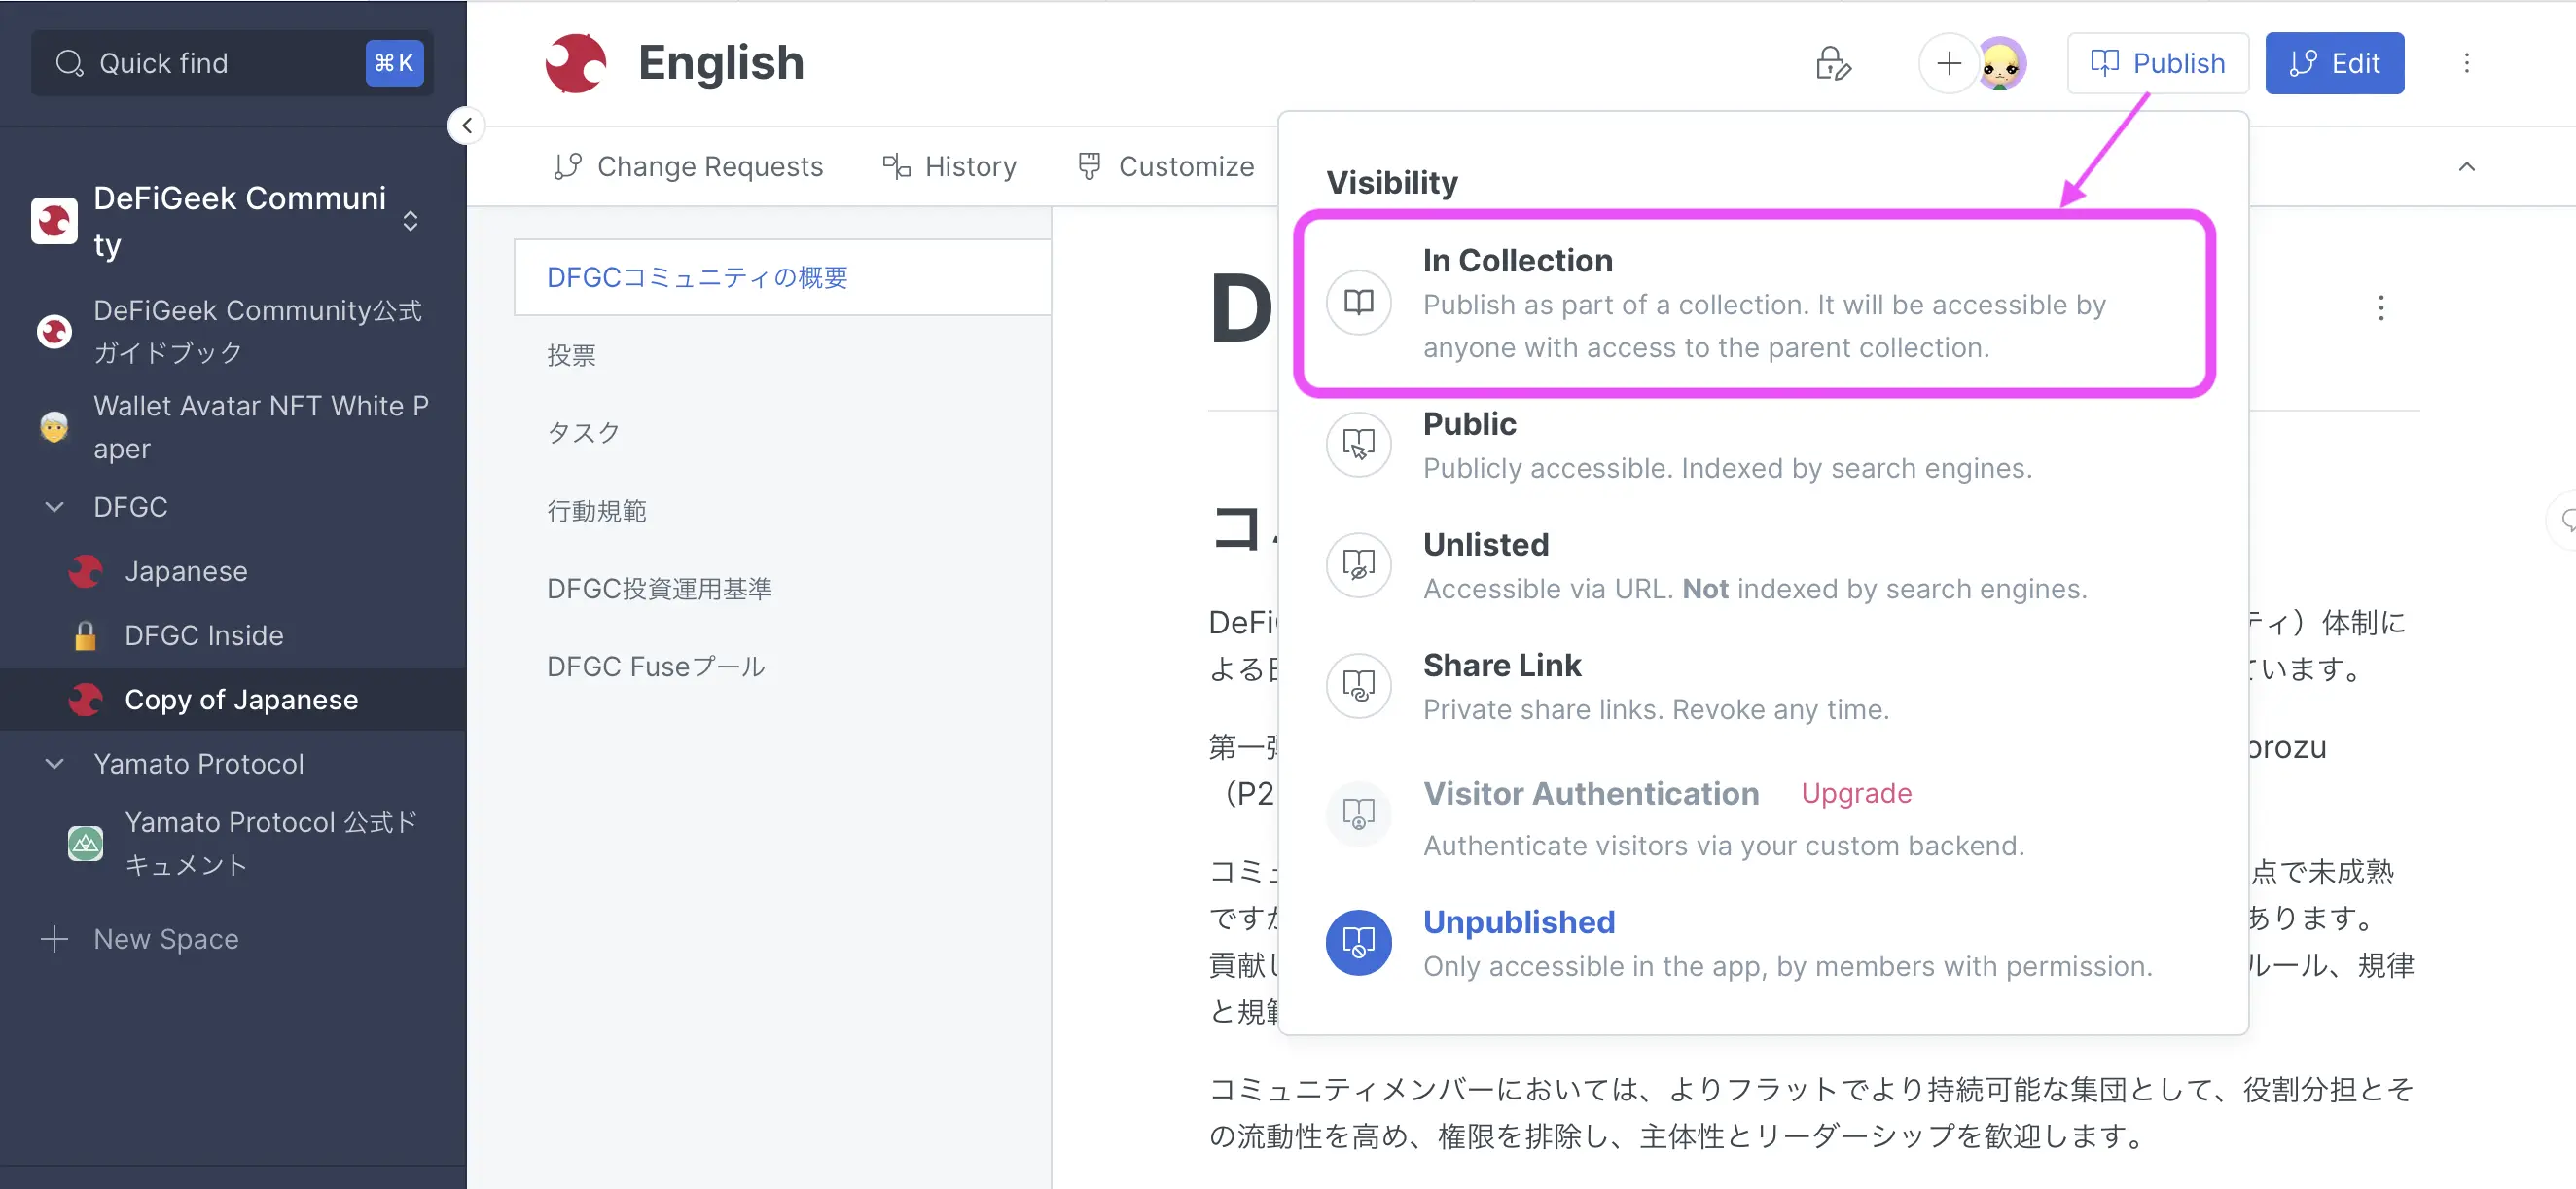 Quick find
⌘K
DeFiGeek Communi
ty
DeFiGeek Community公式
ガイドブック
Wallet Avatar NFT White P
aper
DFGC
Japanese
DFGC Inside
Copy of Japanese
Yamato Protocol
Yamato Protocol 公式ド
キュメント
New Space
English
Publish
Edit
Change Requests
History
Customize
DFGCコミュニティの概要
投票
タスク
行動規範
DFGC投資運用基準
DFGC Fuseプール
Visibility
In Collection
Publish as part of a collection. It will be accessible by
anyone with access to the parent collection.
Public
Publicly accessible. Indexed by search engines.
Unlisted
Accessible via URL. Not indexed by search engines.
Share Link
Private share links. Revoke any time.
Visitor Authentication Upgrade
Authenticate visitors via your custom backend.
Unpublished
Only accessible in the app, by members with permission.
D
コ
DeFi
ティ）体制に
よる
ています。
第一
orozu
（P2
コミュ
点で未成熟
ですが
あります。
貢献し
ルール、規律
と規範
コミュニティメンバーにおいては、よりフラットでより持続可能な集団として、役割分担とそ
の流動性を高め、権限を排除し、主体性とリーダーシップを歓迎します。